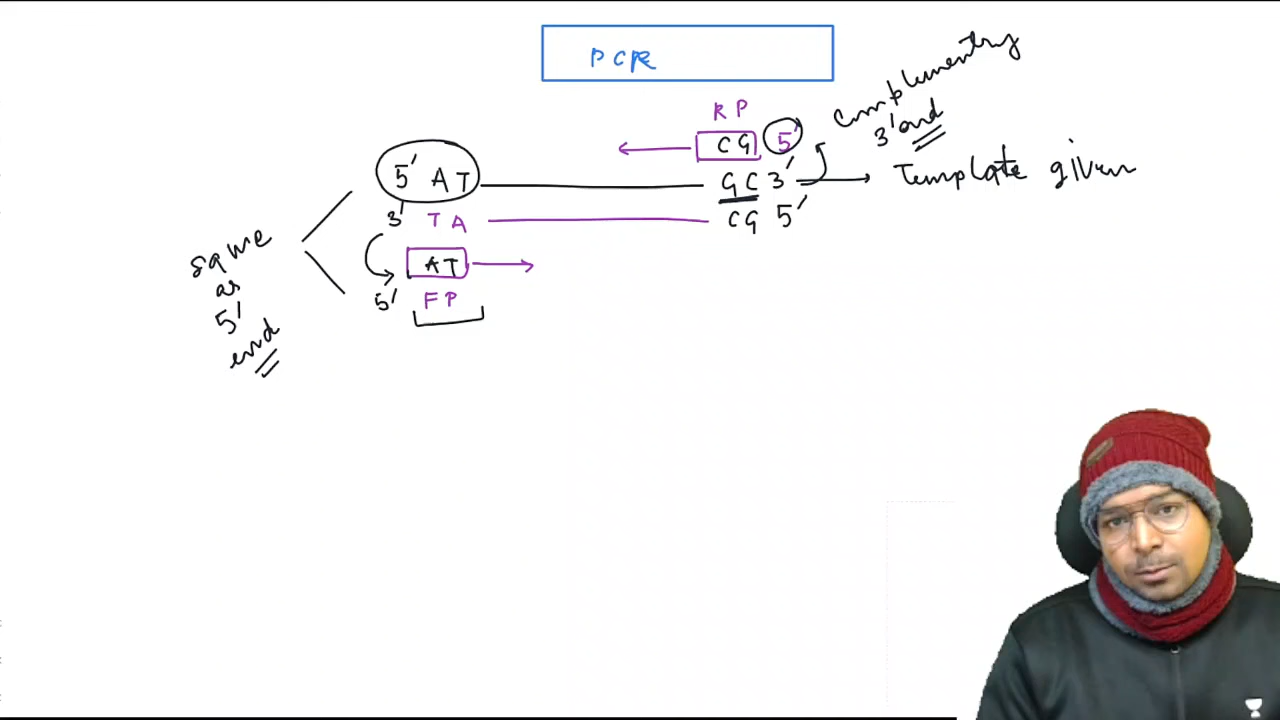 PCR
complementry
3' end
RP
CG 5'
5' AT GC 3'
Template given
3' TA CG 5'
same
as
5'
end
AT
5' FP